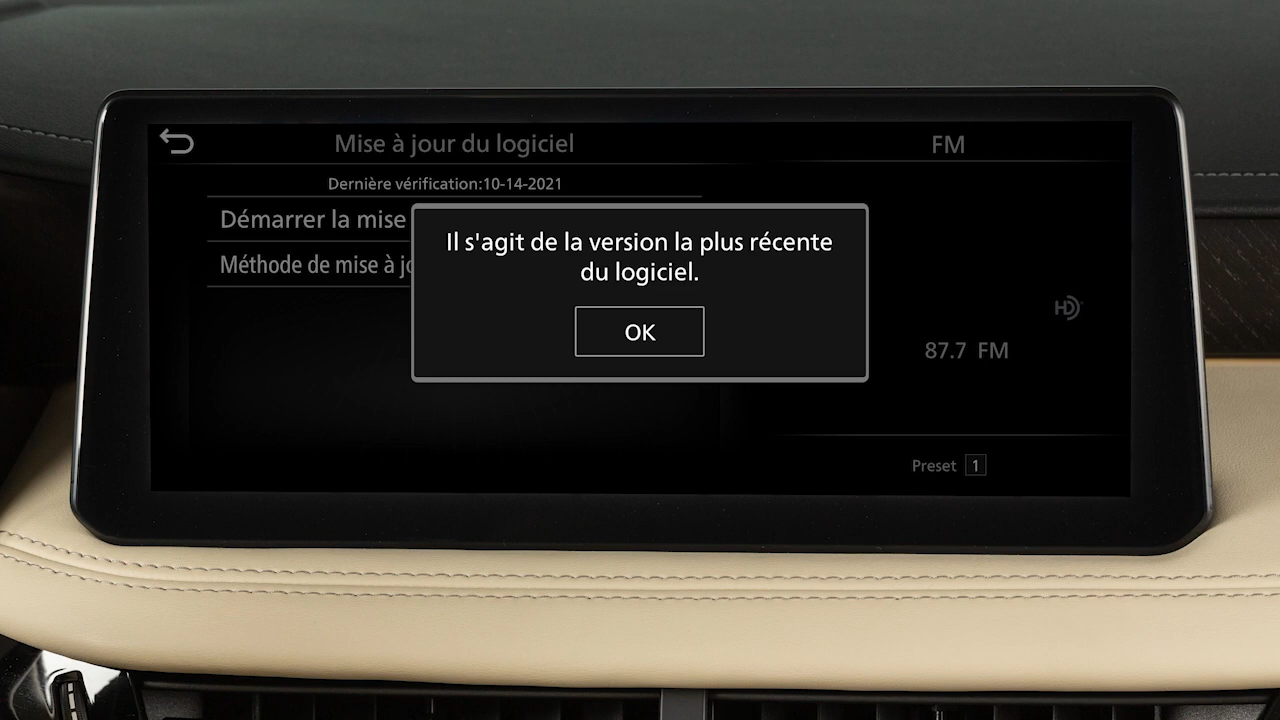 Mise à jour du logiciel
FM
Dernière vérification:10-14-2021
Démarrer la mise
Méthode de mise à
Il s'agit de la version la plus récente
du logiciel.
OK
HD
87.7 FM
Preset 1